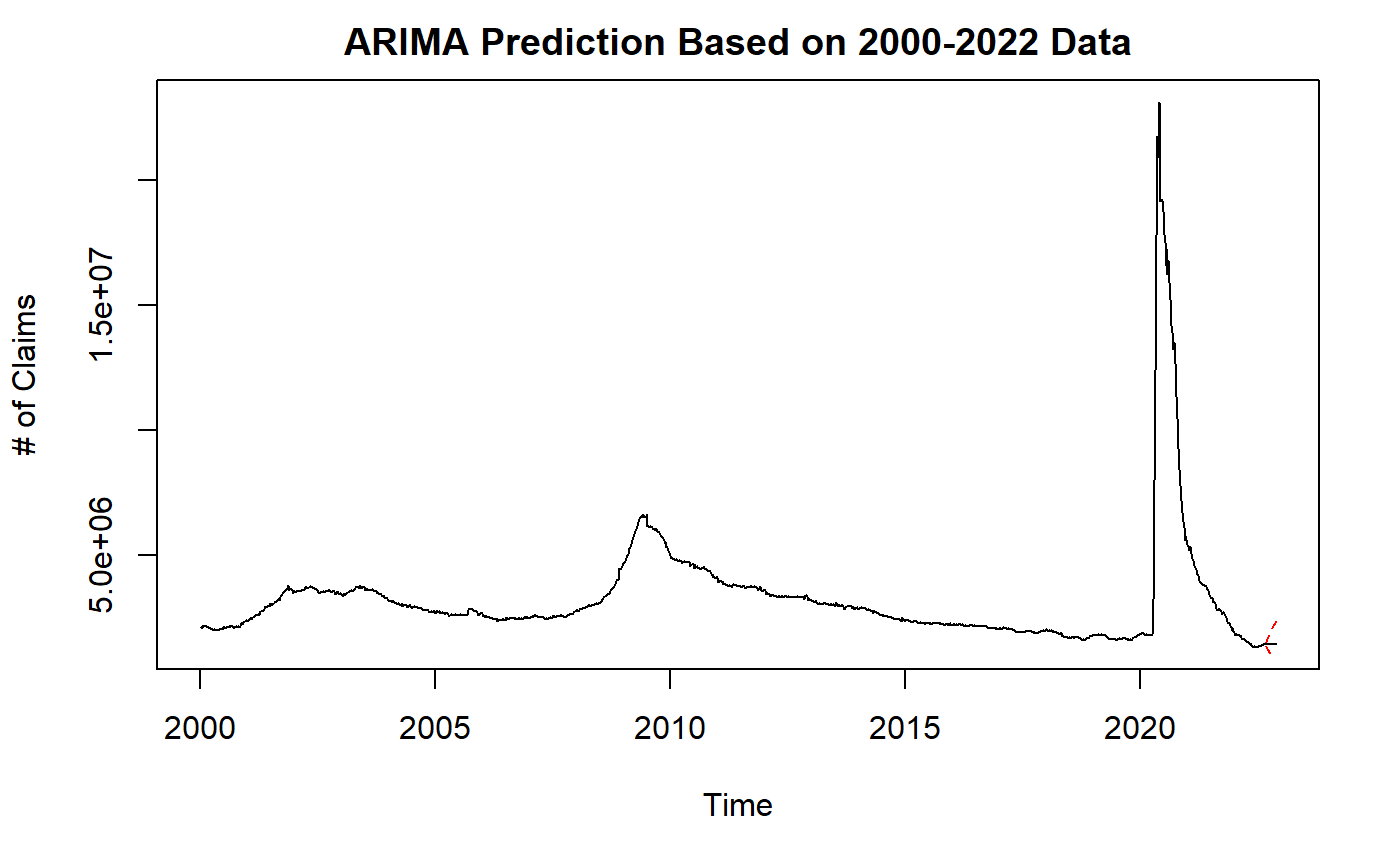 ARIMA Prediction Based on 2000-2022 Data
# of Claims
1.5e+07
5.0e+06
2000 2005 2010 2015 2020
Time